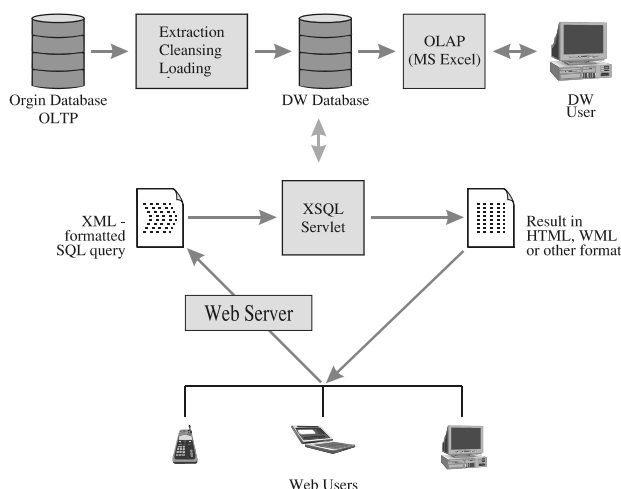 Extraction
Cleansing
Loading
OLAP
(MS Excel)
Orgin Database
OLTP
DW Database
DW
User
XML -
formatted
SQL query
XSQL
Servlet
Result in
HTML, WML
or other format
Web Server
Web Users